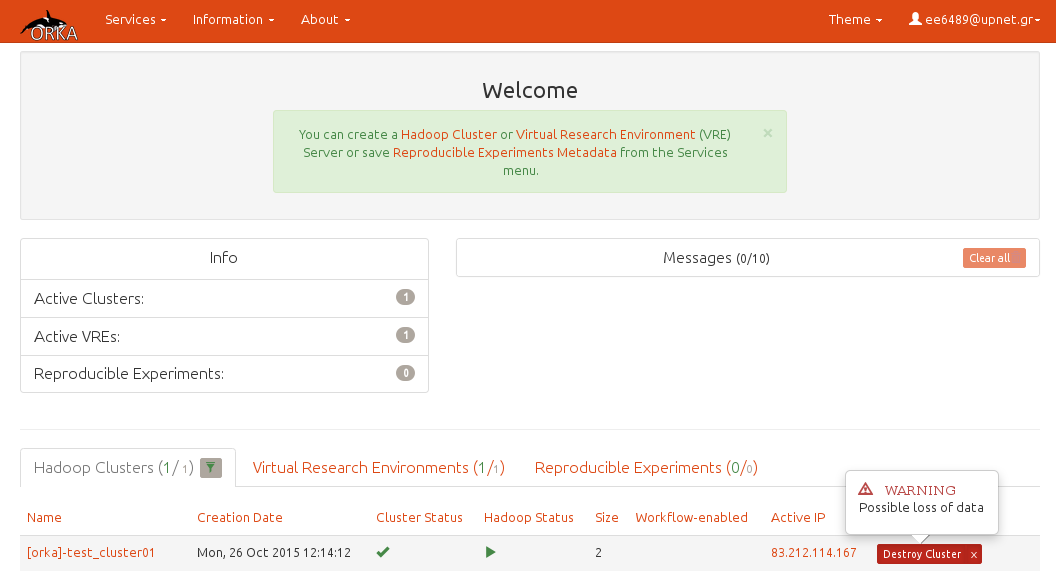 ORKA Services Information About Theme ee6489@upnet.gr
Welcome
You can create a Hadoop Cluster or Virtual Research Environment (VRE) ×
Server or save Reproducible Experiments Metadata from the Services
menu.
Info
Active Clusters: 1
Active VREs: 1
Reproducible Experiments: 0
Messages (0/10) Clear all
Hadoop Clusters (1/ 1) Virtual Research Environments (1/1) Reproducible Experiments (0/0)
WARNING
Possible loss of data
Name Creation Date Cluster Status Hadoop Status Size Workflow-enabled Active IP
[orka]-test_cluster01 Mon, 26 Oct 2015 12:14:12 2 83.212.114.167 Destroy Cluster x